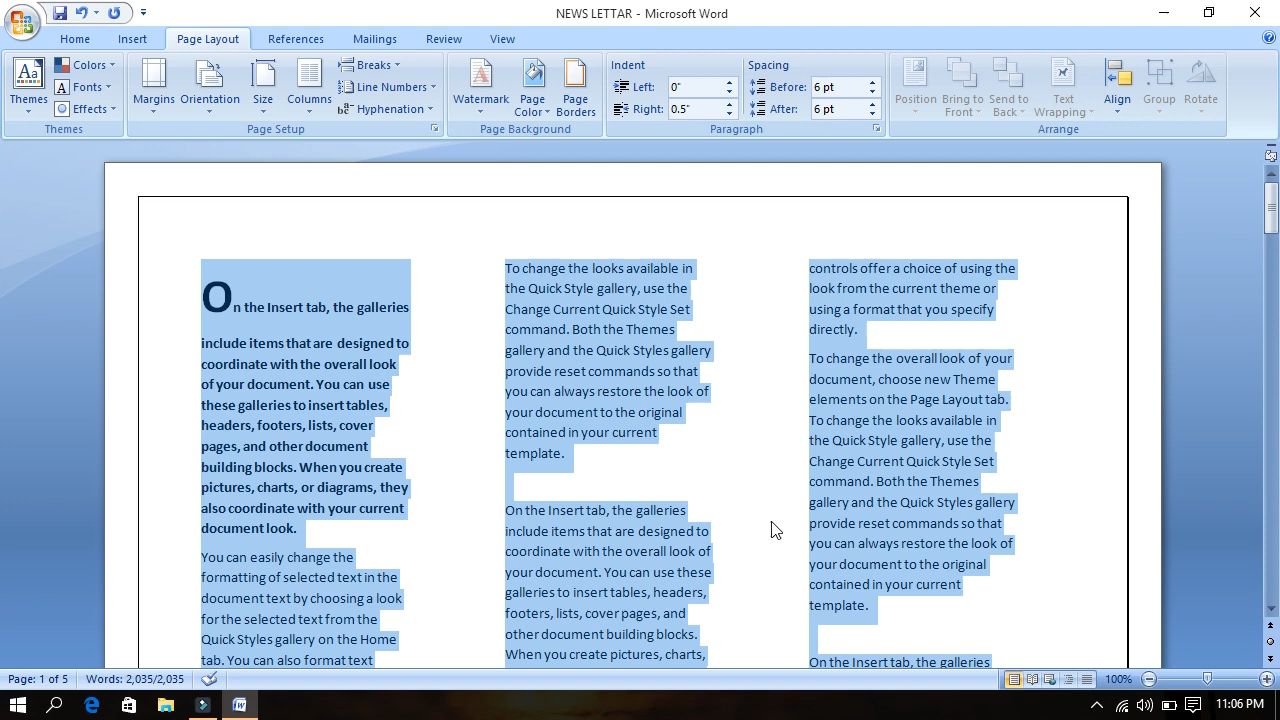 NEWS LETTAR - Microsoft Word
Home Insert Page Layout References Mailings Review View
Aa
Themes
Colors
Fonts
Effects
Themes
Margins
Orientation
Size
Columns
Breaks
Line Numbers
Hyphenation
Page Setup
Watermark
Page Color
Page Borders
Page Background
Indent
Left: 0"
Right: 0.5"
Spacing
Before: 6 pt
After: 6 pt
Paragraph
Position
Bring to Front
Send to Back
Text Wrapping
Align
Group
Rotate
Arrange
On the Insert tab, the galleries
include items that are designed to
coordinate with the overall look
of your document. You can use
these galleries to insert tables,
headers, footers, lists, cover
pages, and other document
building blocks. When you create
pictures, charts, or diagrams, they
also coordinate with your current
document look.
You can easily change the
formatting of selected text in the
document text by choosing a look
for the selected text from the
Quick Styles gallery on the Home
tab. You can also format text
To change the looks available in
the Quick Style gallery, use the
Change Current Quick Style Set
command. Both the Themes
gallery and the Quick Styles gallery
provide reset commands so that
you can always restore the look of
your document to the original
contained in your current
template.
On the Insert tab, the galleries
include items that are designed to
coordinate with the overall look of
your document. You can use these
galleries to insert tables, headers,
footers, lists, cover pages, and
other document building blocks.
When you create pictures, charts,
controls offer a choice of using the
look from the current theme or
using a format that you specify
directly.
To change the overall look of your
document, choose new Theme
elements on the Page Layout tab.
To change the looks available in
the Quick Style gallery, use the
Change Current Quick Style Set
command. Both the Themes
gallery and the Quick Styles gallery
provide reset commands so that
you can always restore the look of
your document to the original
contained in your current
template.
On the Insert tab, the galleries
Page: 1 of 5 Words: 2,035/2,035 100%
11:06 PM